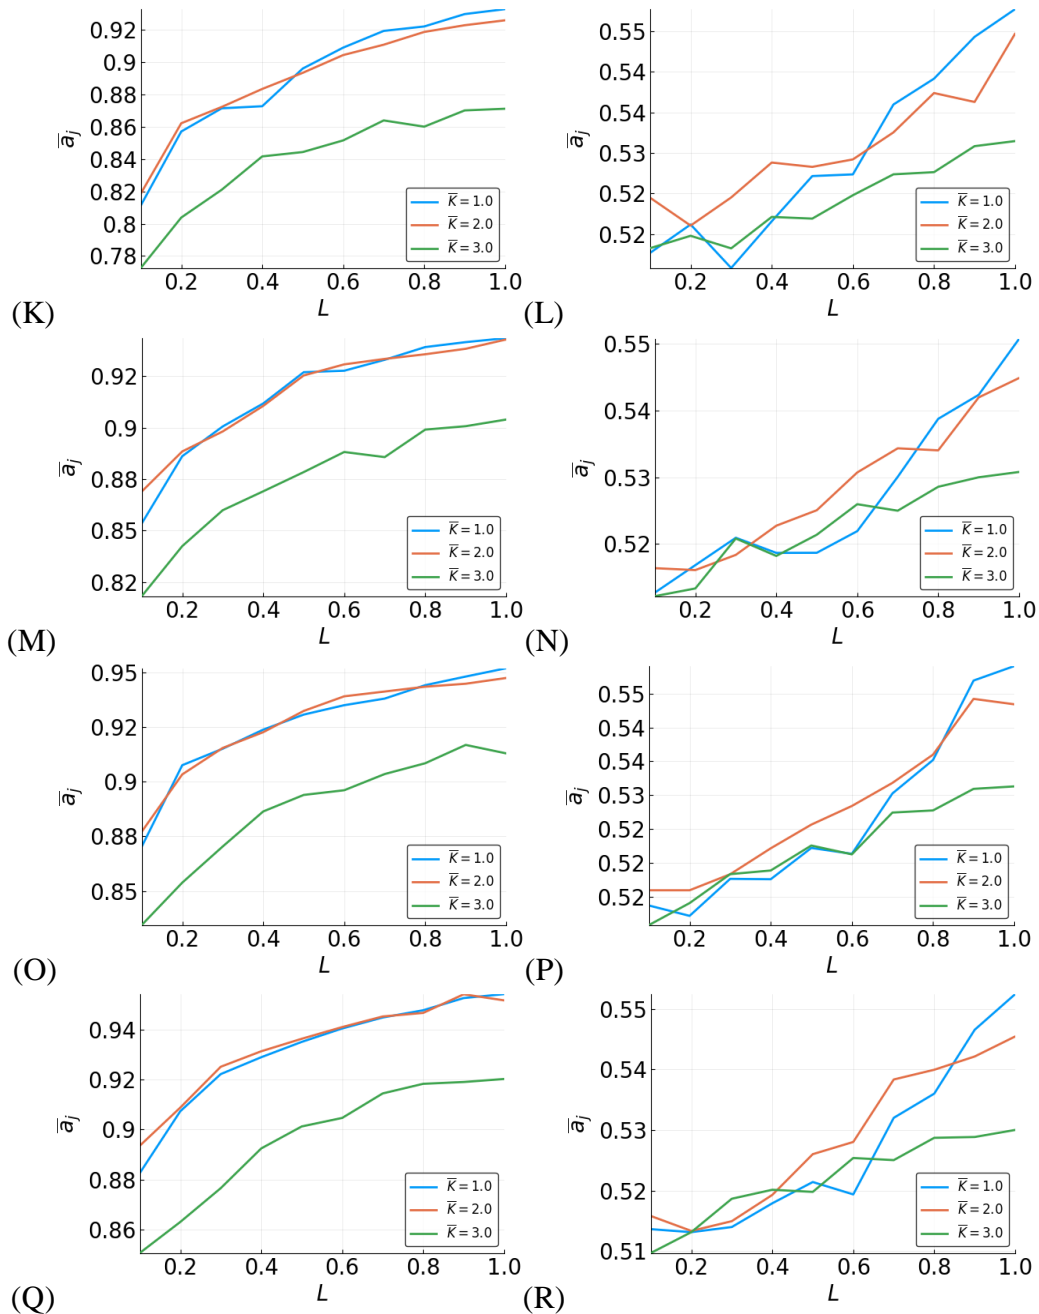 0.92
0.9
0.88
0.86
0.84
0.82
0.8
0.78
a̅ⱼ
K̅ = 1.0
K̅ = 2.0
K̅ = 3.0
0.2 0.4 0.6 0.8 1.0
L
(K)
0.55
0.54
0.54
0.53
0.52
0.52
a̅ⱼ
K̅ = 1.0
K̅ = 2.0
K̅ = 3.0
0.2 0.4 0.6 0.8 1.0
L
(L)
0.92
0.9
0.88
0.85
0.82
a̅ⱼ
K̅ = 1.0
K̅ = 2.0
K̅ = 3.0
0.2 0.4 0.6 0.8 1.0
L
(M)
0.55
0.54
0.53
0.52
a̅ⱼ
K̅ = 1.0
K̅ = 2.0
K̅ = 3.0
0.2 0.4 0.6 0.8 1.0
L
(N)
0.95
0.92
0.9
0.88
0.85
a̅ⱼ
K̅ = 1.0
K̅ = 2.0
K̅ = 3.0
0.2 0.4 0.6 0.8 1.0
L
(O)
0.55
0.54
0.54
0.53
0.52
0.52
0.52
a̅ⱼ
K̅ = 1.0
K̅ = 2.0
K̅ = 3.0
0.2 0.4 0.6 0.8 1.0
L
(P)
0.94
0.92
0.9
0.88
0.86
a̅ⱼ
K̅ = 1.0
K̅ = 2.0
K̅ = 3.0
0.2 0.4 0.6 0.8 1.0
L
(Q)
0.55
0.54
0.53
0.52
0.51
a̅ⱼ
K̅ = 1.0
K̅ = 2.0
K̅ = 3.0
0.2 0.4 0.6 0.8 1.0
L
(R)